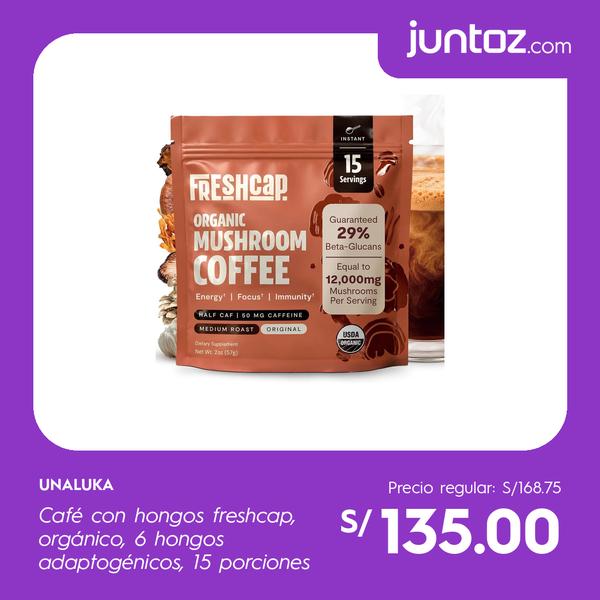 juntoz.com
INSTANT
15
Servings
FRESHCAP.
ORGANIC
MUSHROOM
COFFEE
Energy† | Focus† | Immunity†
HALF CAF | 50 MG CAFFEINE
MEDIUM ROAST ORIGINAL
Dietary Supplement
Net Wt. 2oz (57g)
Guaranteed
29%
Beta-Glucans
Equal to
12,000mg
Mushrooms
Per Serving
USDA
ORGANIC
UNALUKA
Café con hongos freshcap,
orgánico, 6 hongos
adaptogénicos, 15 porciones
Precio regular: S/168.75
S/135.00